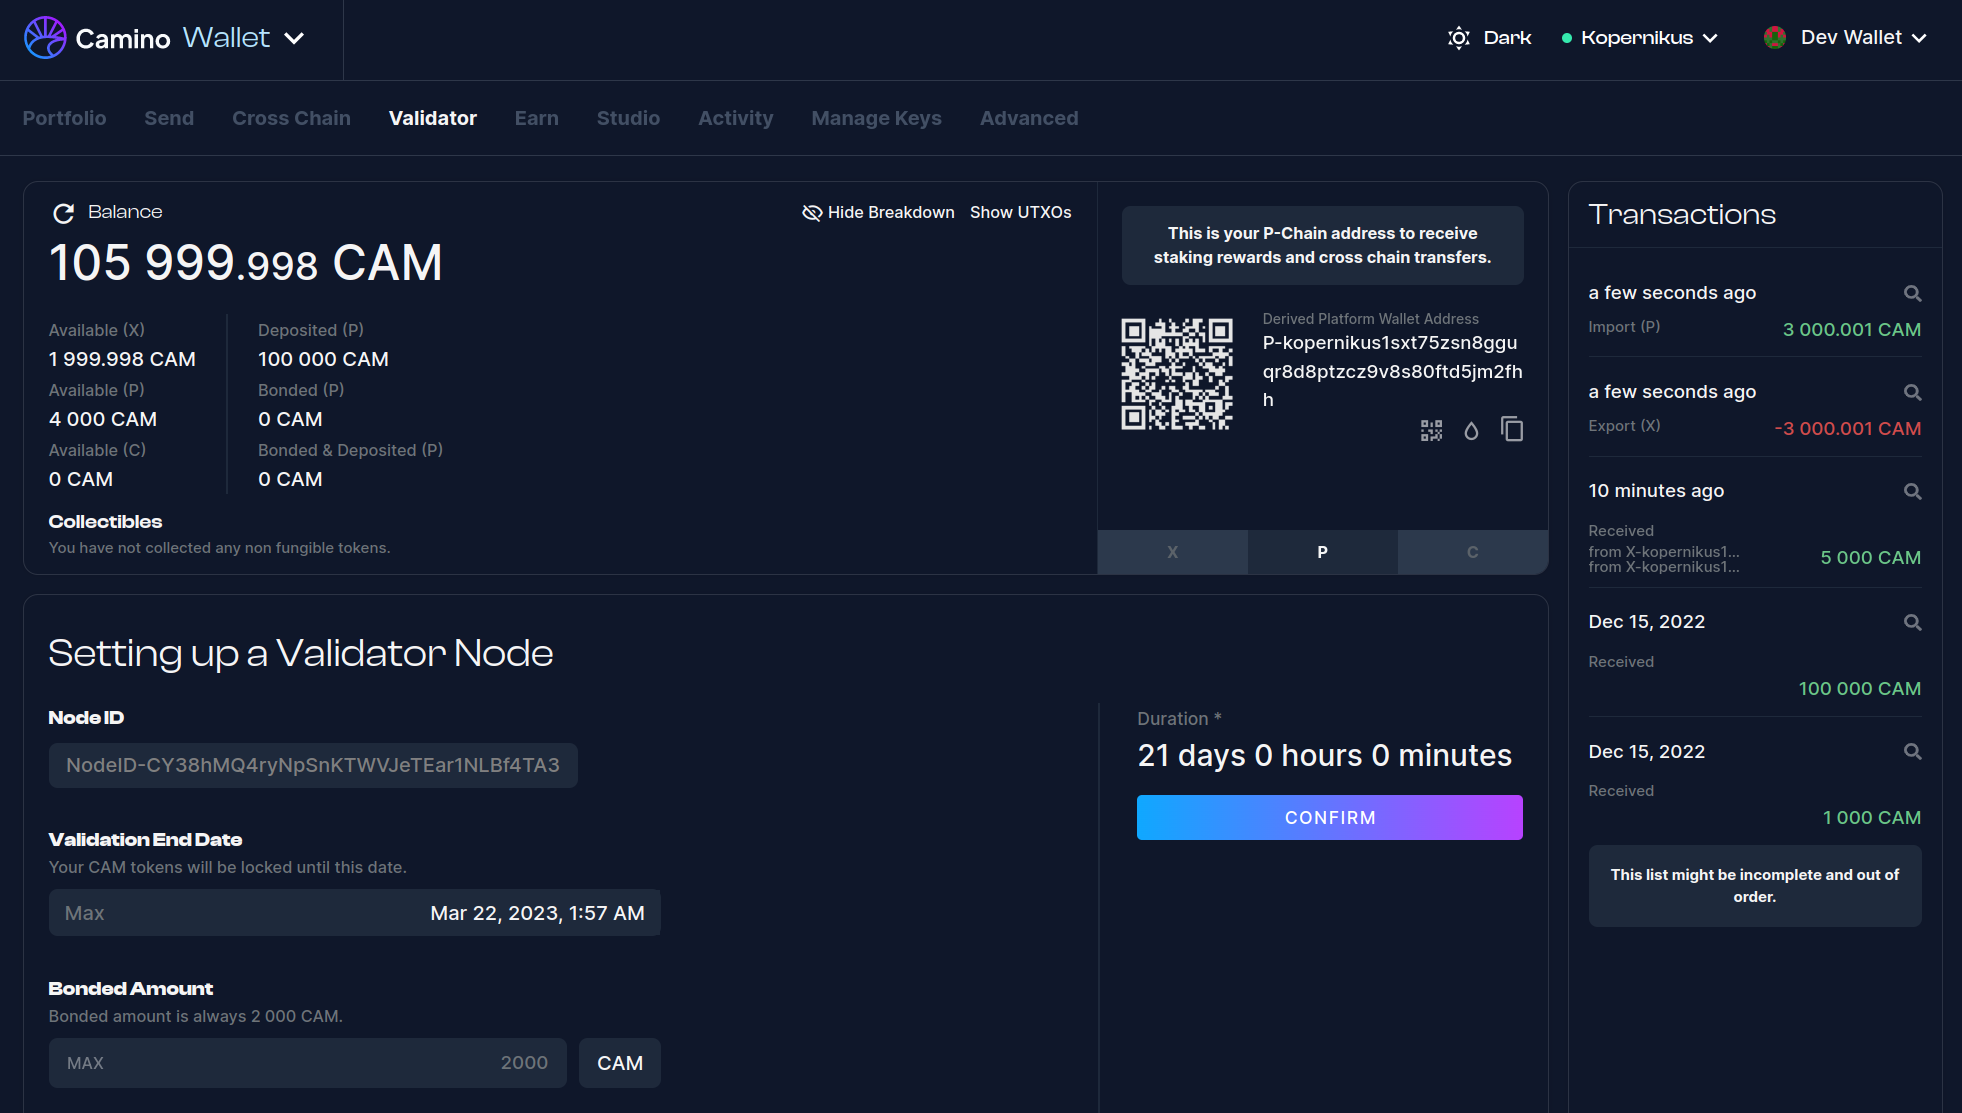 Camino Wallet
Dark
Kopernikus
Dev Wallet
Portfolio Send Cross Chain Validator Earn Studio Activity Manage Keys Advanced
Balance
Hide Breakdown Show UTXOs
105 999.998 CAM
Available (X)
1 999.998 CAM
Available (P)
4 000 CAM
Available (C)
0 CAM
Deposited (P)
100 000 CAM
Bonded (P)
0 CAM
Bonded & Deposited (P)
0 CAM
Collectibles
You have not collected any non fungible tokens.
This is your P-Chain address to receive
staking rewards and cross chain transfers.
Derived Platform Wallet Address
P-kopernikus1sxt75zsn8ggu
qr8d8ptzcz9v8s80ftd5jm2fh
h
X P C
Setting up a Validator Node
Node ID
NodeID-CY38hMQ4ryNpSnKTWVJeTEar1NLBf4TA3
Validation End Date
Your CAM tokens will be locked until this date.
Max Mar 22, 2023, 1:57 AM
Bonded Amount
Bonded amount is always 2 000 CAM.
MAX 2000 CAM
Duration *
21 days 0 hours 0 minutes
CONFIRM
Transactions
a few seconds ago
Import (P) 3 000.001 CAM
a few seconds ago
Export (X) -3 000.001 CAM
10 minutes ago
Received
from X-kopernikus1...
from X-kopernikus1...
5 000 CAM
Dec 15, 2022
Received
100 000 CAM
Dec 15, 2022
Received
1 000 CAM
This list might be incomplete and out of
order.